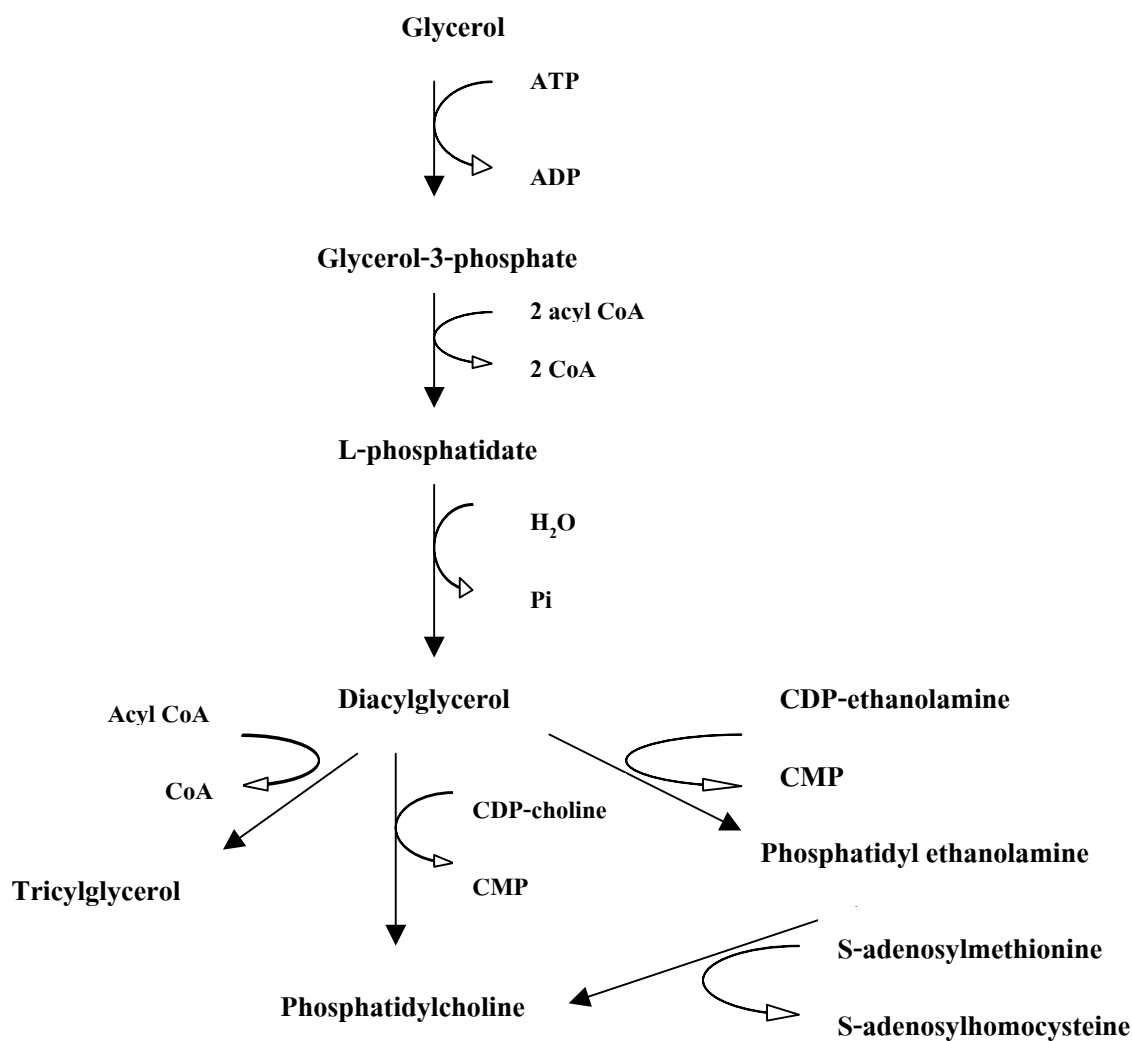 Glycerol
ATP
ADP
Glycerol-3-phosphate
2 acyl CoA
2 CoA
L-phosphatidate
H₂O
Pi
Diacylglycerol
CDP-ethanolamine
Acyl CoA
CoA
CMP
CDP-choline
CMP
Phosphatidyl ethanolamine
Tricylglycerol
S-adenosylmethionine
Phosphatidylcholine
S-adenosylhomocysteine